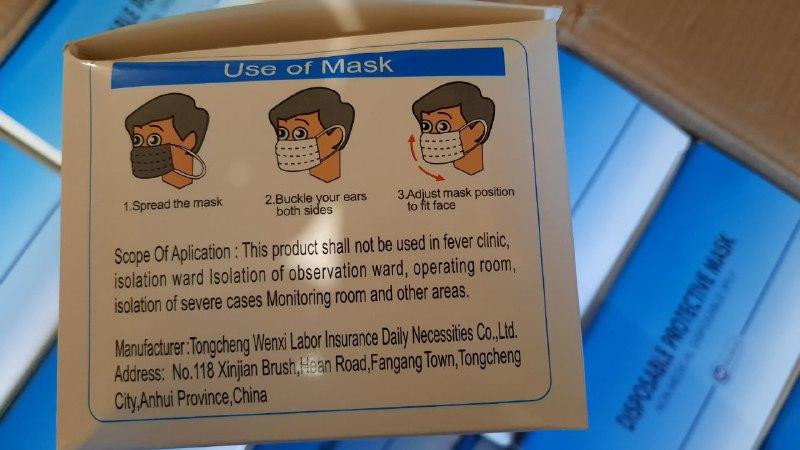 Use of Mask
1.Spread the mask
2.Buckle your ears
both sides
3.Adjust mask position
to fit face
Scope Of Aplication : This product shall not be used in fever clinic,
isolation ward Isolation of observation ward, operating room,
isolation of severe cases Monitoring room and other areas.
Manufacturer:Tongcheng Wenxi Labor Insurance Daily Necessities Co.,Ltd.
Address: No.118 Xinjian Brush,Hean Road,Fangang Town,Tongcheng
City,Anhui Province,China
DISPOSABLE PROTECTIVE MASK